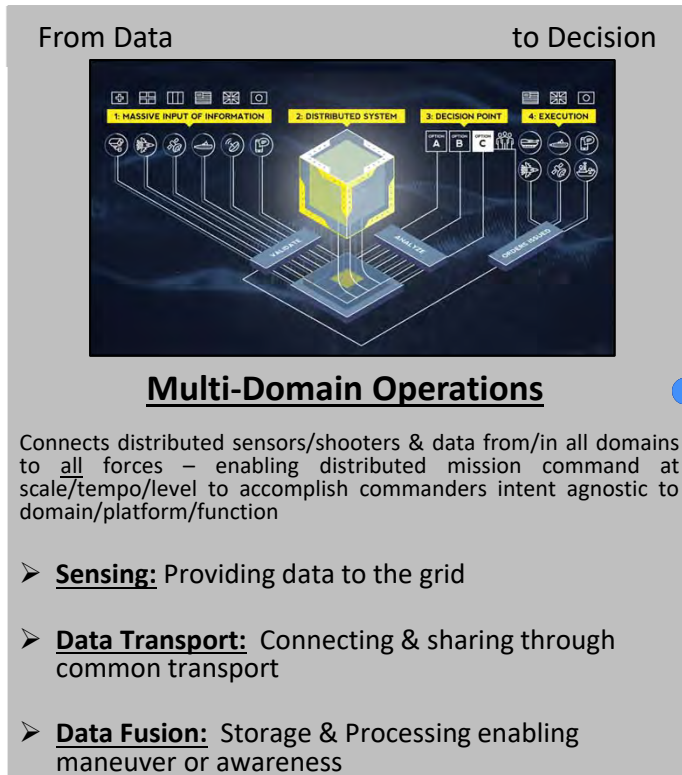 From Data to Decision
1: MASSIVE INPUT OF INFORMATION 2: DISTRIBUTED SYSTEM 3: DECISION POINT 4: EXECUTION
OPTION A OPTION B OPTION C
VALIDATE
ANALYZE
ORDERS ISSUED
Multi-Domain Operations
Connects distributed sensors/shooters & data from/in all domains
to all forces – enabling distributed mission command at
scale/tempo/level to accomplish commanders intent agnostic to
domain/platform/function
➢ Sensing: Providing data to the grid
➢ Data Transport: Connecting & sharing through
common transport
➢ Data Fusion: Storage & Processing enabling
maneuver or awareness